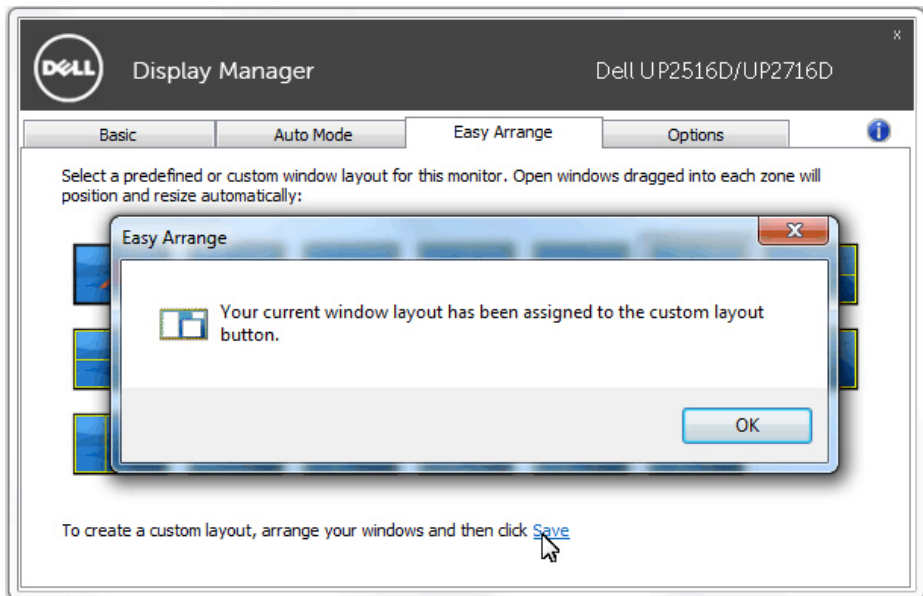 x
DELL
Display Manager
Dell UP2516D/UP2716D
Basic
Auto Mode
Easy Arrange
Options
i
Select a predefined or custom window layout for this monitor. Open windows dragged into each zone will
position and resize automatically:
Easy Arrange
x
Your current window layout has been assigned to the custom layout
button.
OK
To create a custom layout, arrange your windows and then click Save